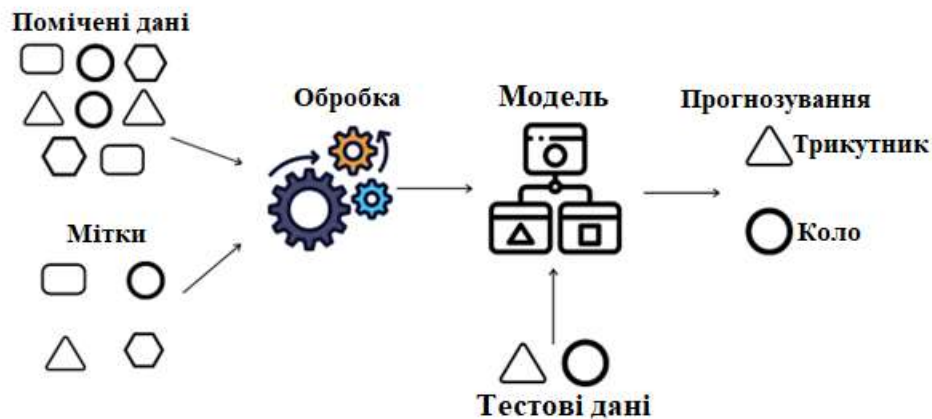 Помічені дані
Обробка
Модель
Прогнозування
Трикутник
Мітки
Коло
Тестові дані